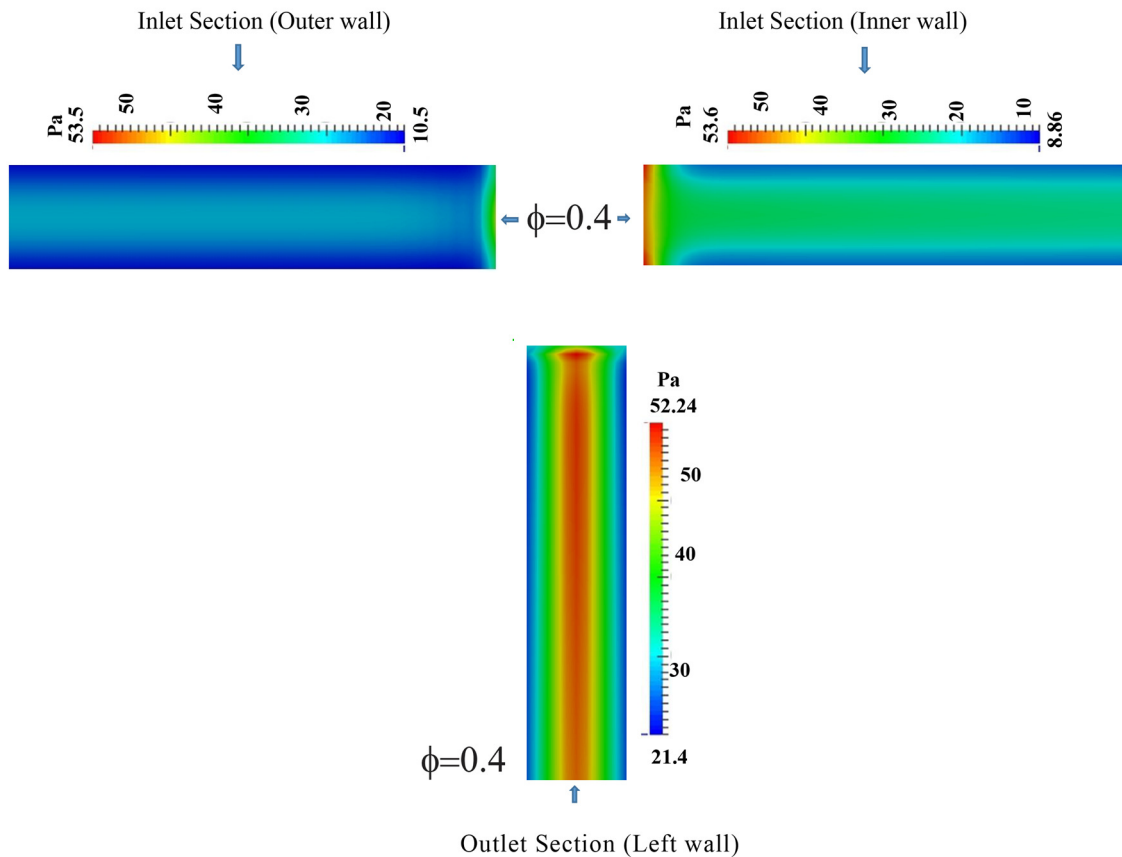 Inlet Section (Outer wall)
Inlet Section (Inner wall)
Pa
53.5
50
40
30
20
10.5
Pa
53.6
50
40
30
20
10
8.86
ϕ=0.4
Pa
52.24
50
40
30
21.4
ϕ=0.4
Outlet Section (Left wall)